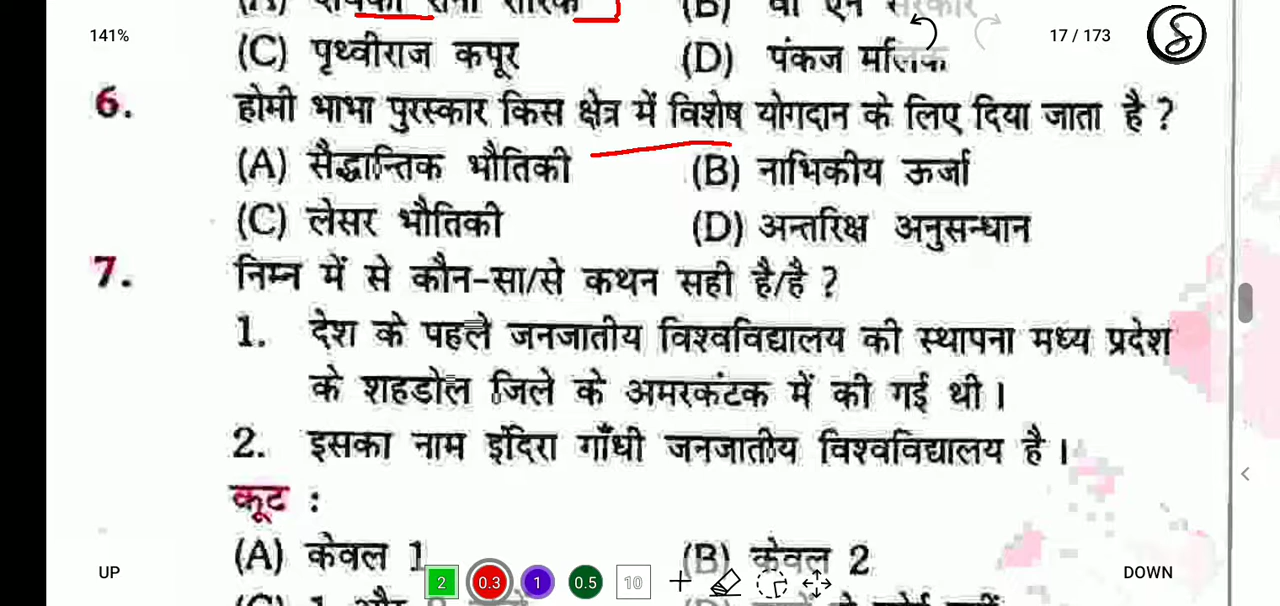 141%
17 / 173
8
(C) पृथ्वीराज कपूर (D) पंकज मलिक
6. होमी भाभा पुरस्कार किस क्षेत्र में विशेष योगदान के लिए दिया जाता है ?
(A) सैद्धान्तिक भौतिकी (B) नाभिकीय ऊर्जा
(C) लेसर भौतिकी (D) अन्तरिक्ष अनुसन्धान
7. निम्न में से कौन-सा/से कथन सही है/है ?
1. देश के पहले जनजातीय विश्वविद्यालय की स्थापना मध्य प्रदेश
के शहडोल जिले के अमरकंटक में की गई थी ।
2. इसका नाम इंदिरा गाँधी जनजातीय विश्वविद्यालय है ।
कूट :
(A) केवल 1 (B) केवल 2
UP
2 0.3 1 0.5 10
DOWN